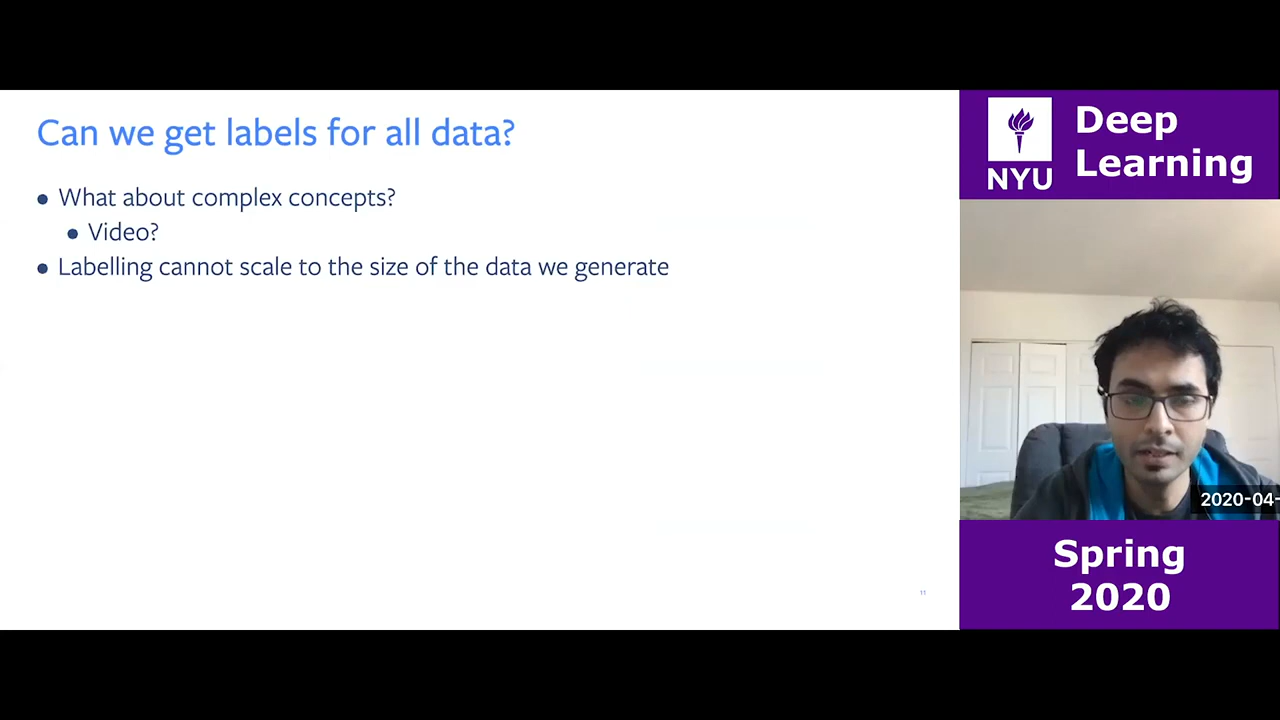 Can we get labels for all data?
• What about complex concepts?
• Video?
• Labelling cannot scale to the size of the data we generate
11
NYU
Deep
Learning
2020-04-
Spring
2020